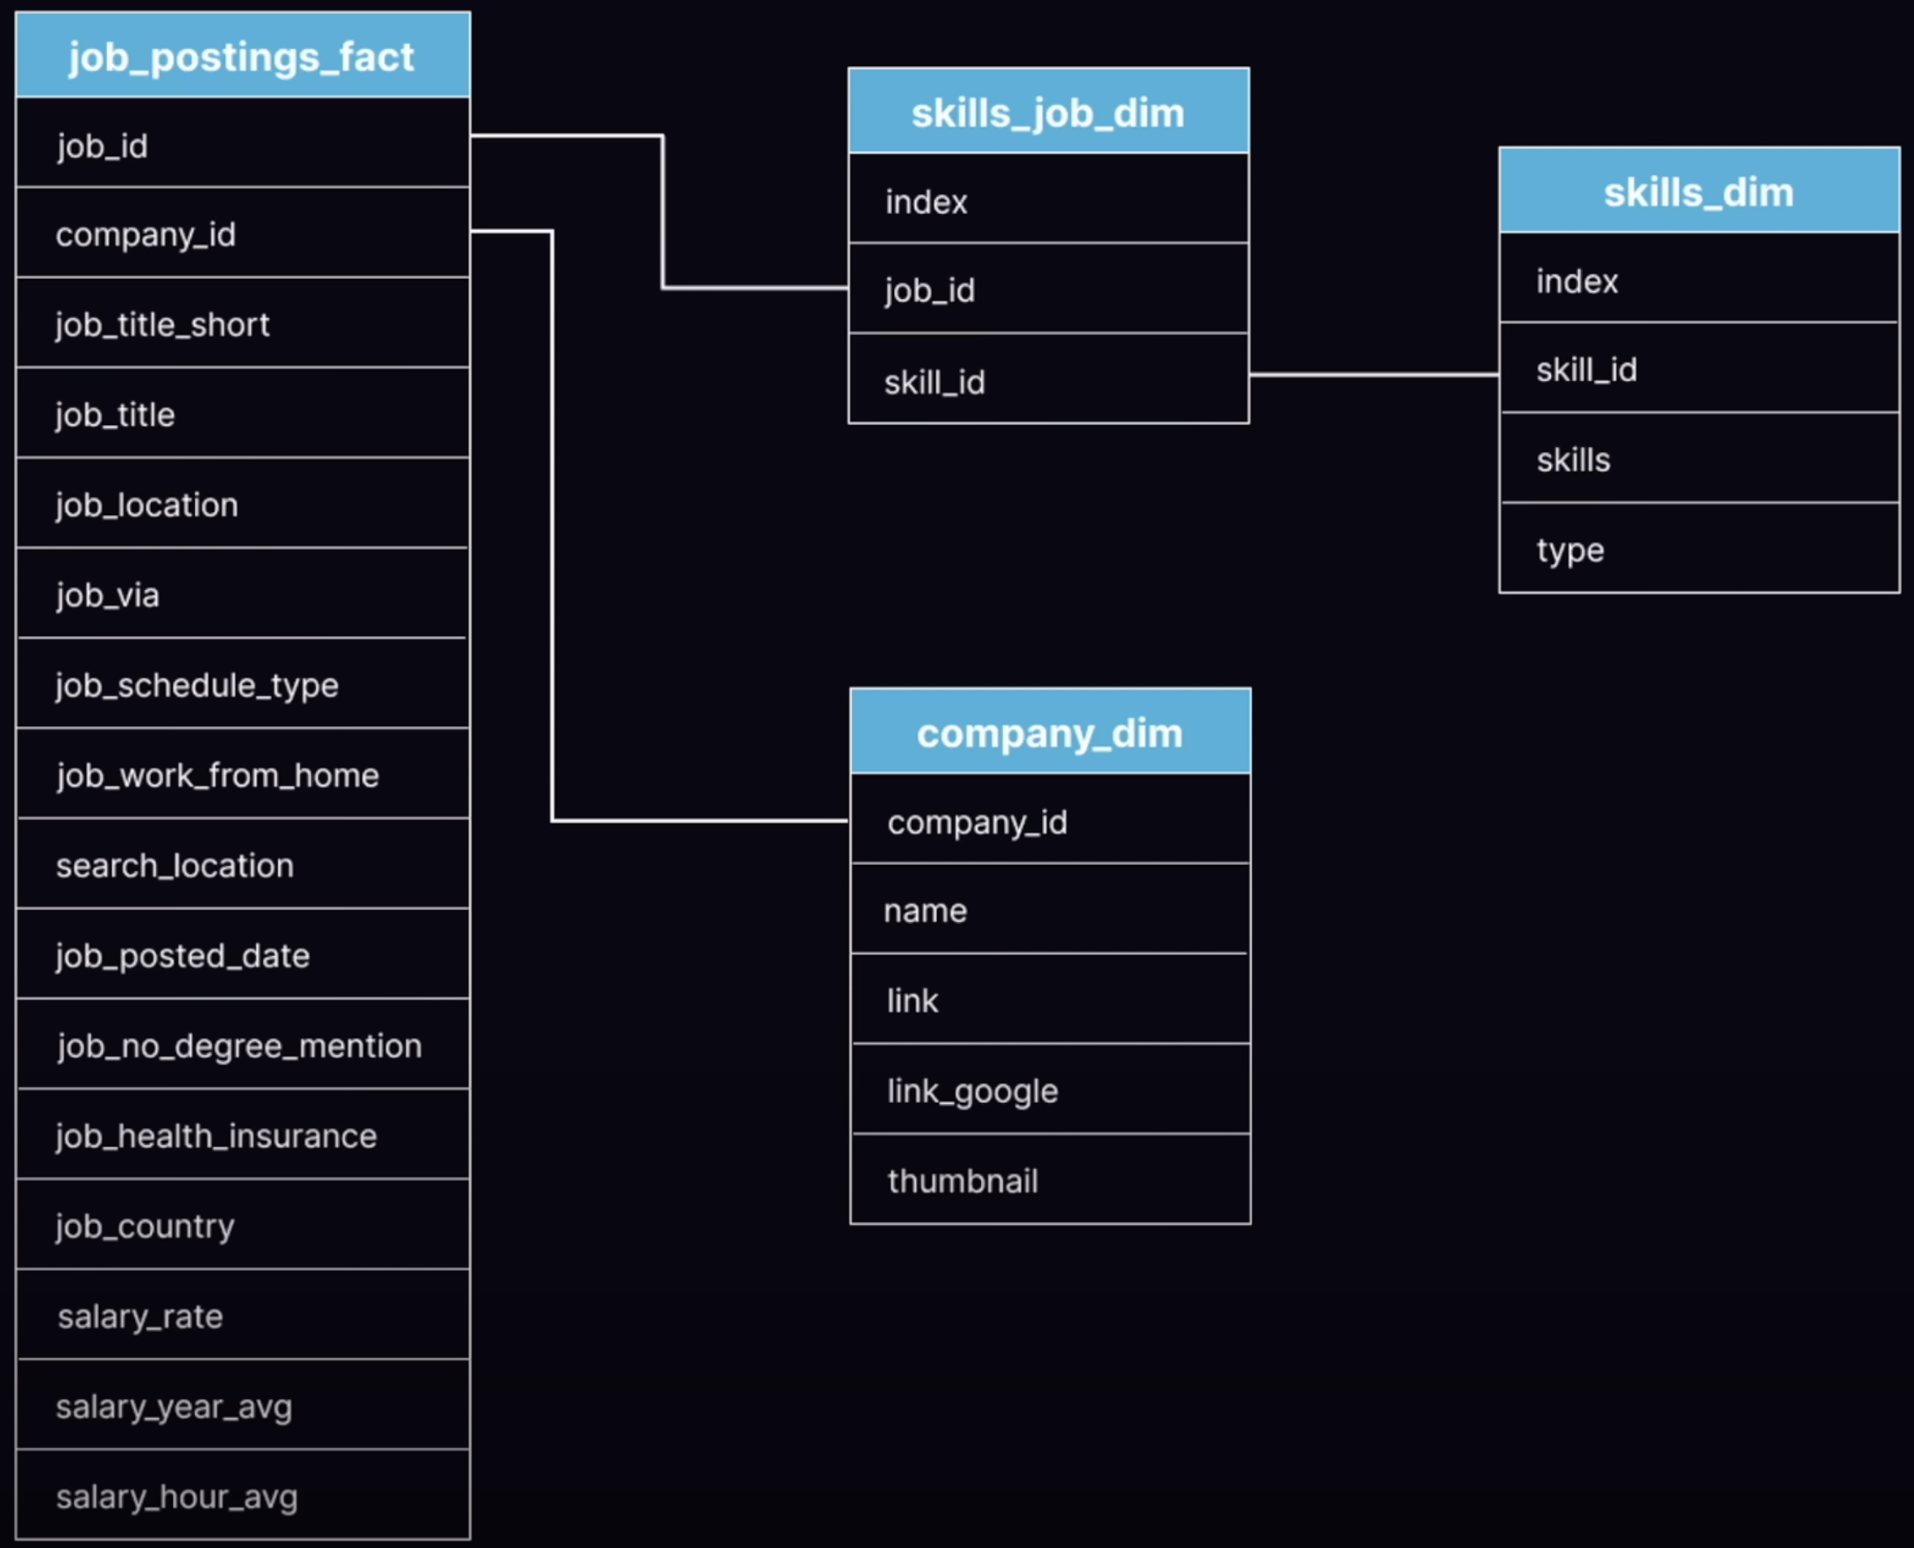 job_postings_fact
job_id
company_id
job_title_short
job_title
job_location
job_via
job_schedule_type
job_work_from_home
search_location
job_posted_date
job_no_degree_mention
job_health_insurance
job_country
salary_rate
salary_year_avg
salary_hour_avg
skills_job_dim
index
job_id
skill_id
company_dim
company_id
name
link
link_google
thumbnail
skills_dim
index
skill_id
skills
type